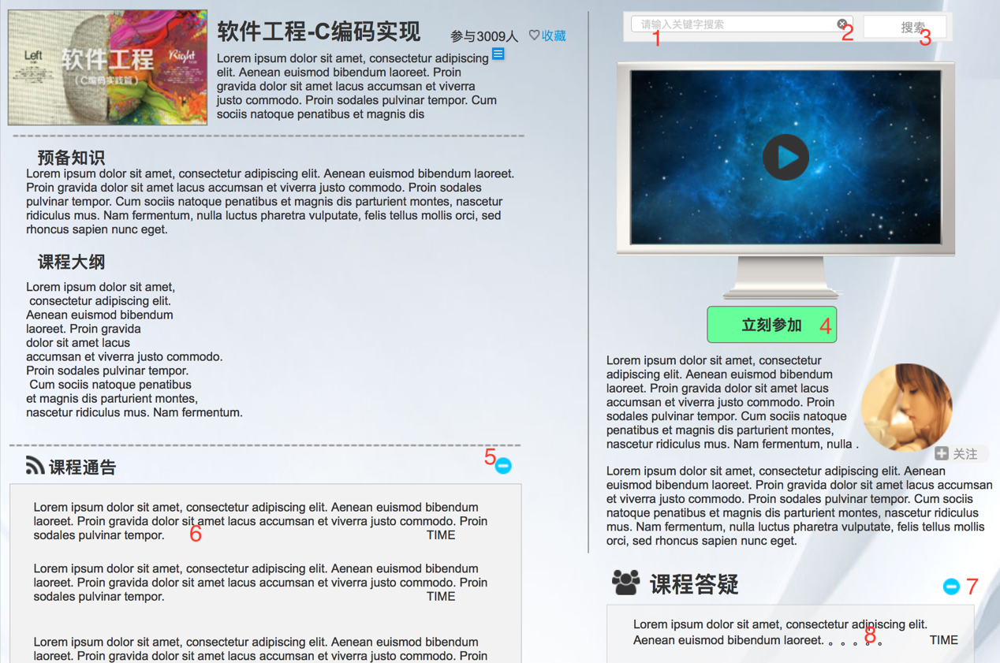 Left
软件工程
Right
（C编码实践篇）
软件工程-C编码实现
参与3009人
收藏
Lorem ipsum dolor sit amet, consectetur adipiscing
elit. Aenean euismod bibendum laoreet. Proin
gravida dolor sit amet lacus accumsan et viverra
justo commodo. Proin sodales pulvinar tempor. Cum
sociis natoque penatibus et magnis dis
预备知识
Lorem ipsum dolor sit amet, consectetur adipiscing elit. Aenean euismod bibendum laoreet.
Proin gravida dolor sit amet lacus accumsan et viverra justo commodo. Proin sodales
pulvinar tempor. Cum sociis natoque penatibus et magnis dis parturient montes, nascetur
ridiculus mus. Nam fermentum, nulla luctus pharetra vulputate, felis tellus mollis orci, sed
rhoncus sapien nunc eget.
课程大纲
Lorem ipsum dolor sit amet,
consectetur adipiscing elit.
Aenean euismod bibendum
laoreet. Proin gravida
dolor sit amet lacus
accumsan et viverra justo commodo.
Proin sodales pulvinar tempor.
Cum sociis natoque penatibus
et magnis dis parturient montes,
nascetur ridiculus mus. Nam fermentum.
课程通告
5
Lorem ipsum dolor sit amet, consectetur adipiscing elit. Aenean euismod bibendum
laoreet. Proin gravida dolor sit amet lacus accumsan et viverra justo commodo. Proin
sodales pulvinar tempor. 6 TIME
Lorem ipsum dolor sit amet, consectetur adipiscing elit. Aenean euismod bibendum
laoreet. Proin gravida dolor sit amet lacus accumsan et viverra justo commodo. Proin
sodales pulvinar tempor. TIME
Lorem ipsum dolor sit amet, consectetur adipiscing elit. Aenean euismod bibendum
laoreet. Proin gravida dolor sit amet lacus accumsan et viverra justo commodo. Proin
请输入关键字搜索
1
2
搜索
3
立刻参加 4
Lorem ipsum dolor sit amet, consectetur
adipiscing elit. Aenean euismod bibendum
laoreet. Proin gravida dolor sit amet lacus
accumsan et viverra justo commodo. Proin
sodales pulvinar tempor. Cum sociis natoque
penatibus et magnis dis parturient montes,
nascetur ridiculus mus. Nam fermentum, nulla .
关注
Lorem ipsum dolor sit amet, consectetur adipiscing elit. Aenean
euismod bibendum laoreet. Proin gravida dolor sit amet lacus accumsan
et viverra justo commodo. Proin sodales pulvinar tempor. Cum sociis
natoque penatibus et magnis dis parturient montes, nascetur ridiculus
mus. Nam fermentum, nulla luctus pharetra vulputate, felis tellus mollis
orci, sed rhoncus sapien nunc eget.
课程答疑
7
Lorem ipsum dolor sit amet, consectetur adipiscing elit.
Aenean euismod bibendum laoreet. 。。。。。 TIME
8